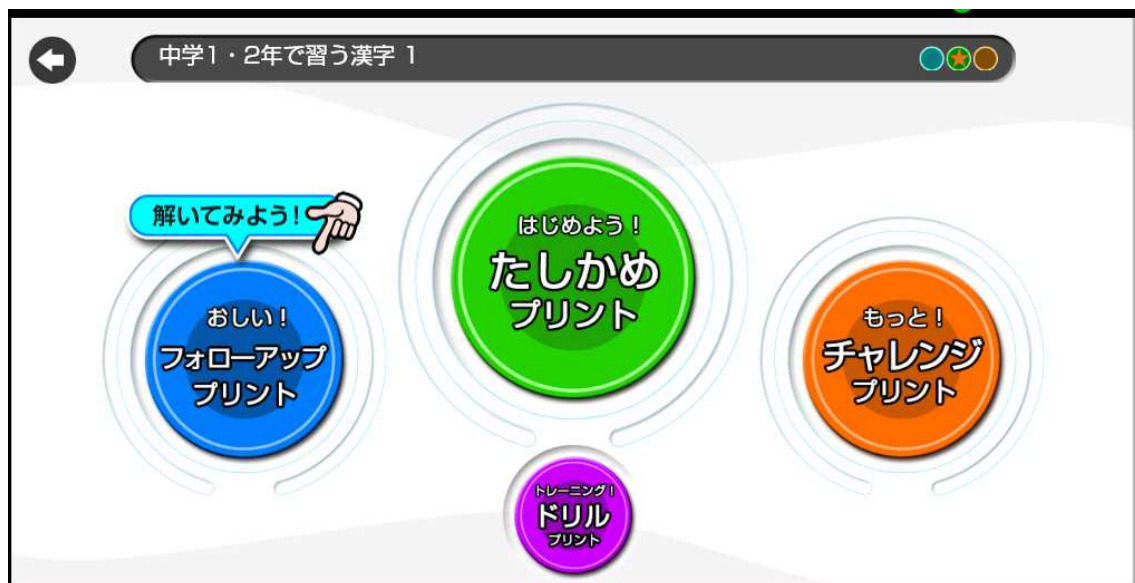 中学1・2年で習う漢字 1
解いてみよう!
おしい!
フォローアップ
プリント
はじめよう!
たしかめ
プリント
もっと!
チャレンジ
プリント
トレーニング!
ドリル
プリント